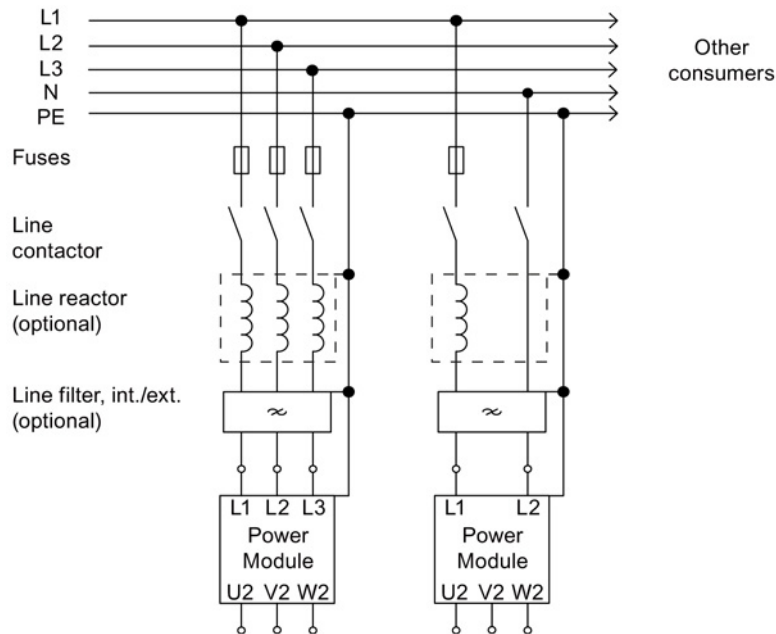 L1
L2
L3
N
PE
Other
consumers
Fuses
Line
contactor
Line reactor
(optional)
Line filter, int./ext.
(optional)
L1 L2 L3
Power
Module
U2 V2 W2
L1 L2
Power
Module
U2 V2 W2